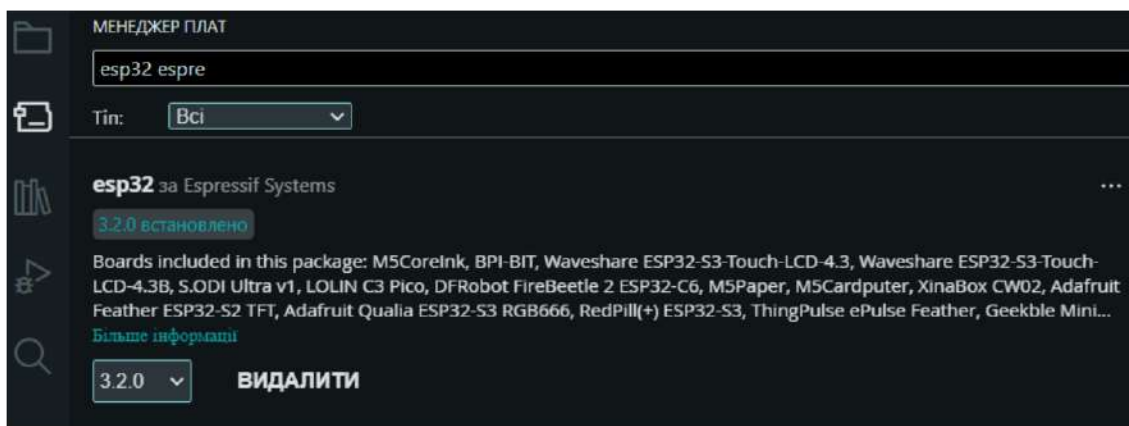 МЕНЕДЖЕР ПЛАТ
esp32 espre
Тіп: Всі
esp32 за Espressif Systems
3.2.0 встановлено
Boards included in this package: M5CoreInk, BPI-BIT, Waveshare ESP32-S3-Touch-LCD-4.3, Waveshare ESP32-S3-Touch-
LCD-4.3B, S.ODI Ultra v1, LOLIN C3 Pico, DFRobot FireBeetle 2 ESP32-C6, M5Paper, M5Cardputer, XinaBox CW02, Adafruit
Feather ESP32-S2 TFT, Adafruit Qualia ESP32-S3 RGB666, RedPill(+) ESP32-S3, ThingPulse ePulse Feather, Geekble Mini...
Більше інформації
3.2.0 ВИДАЛИТИ